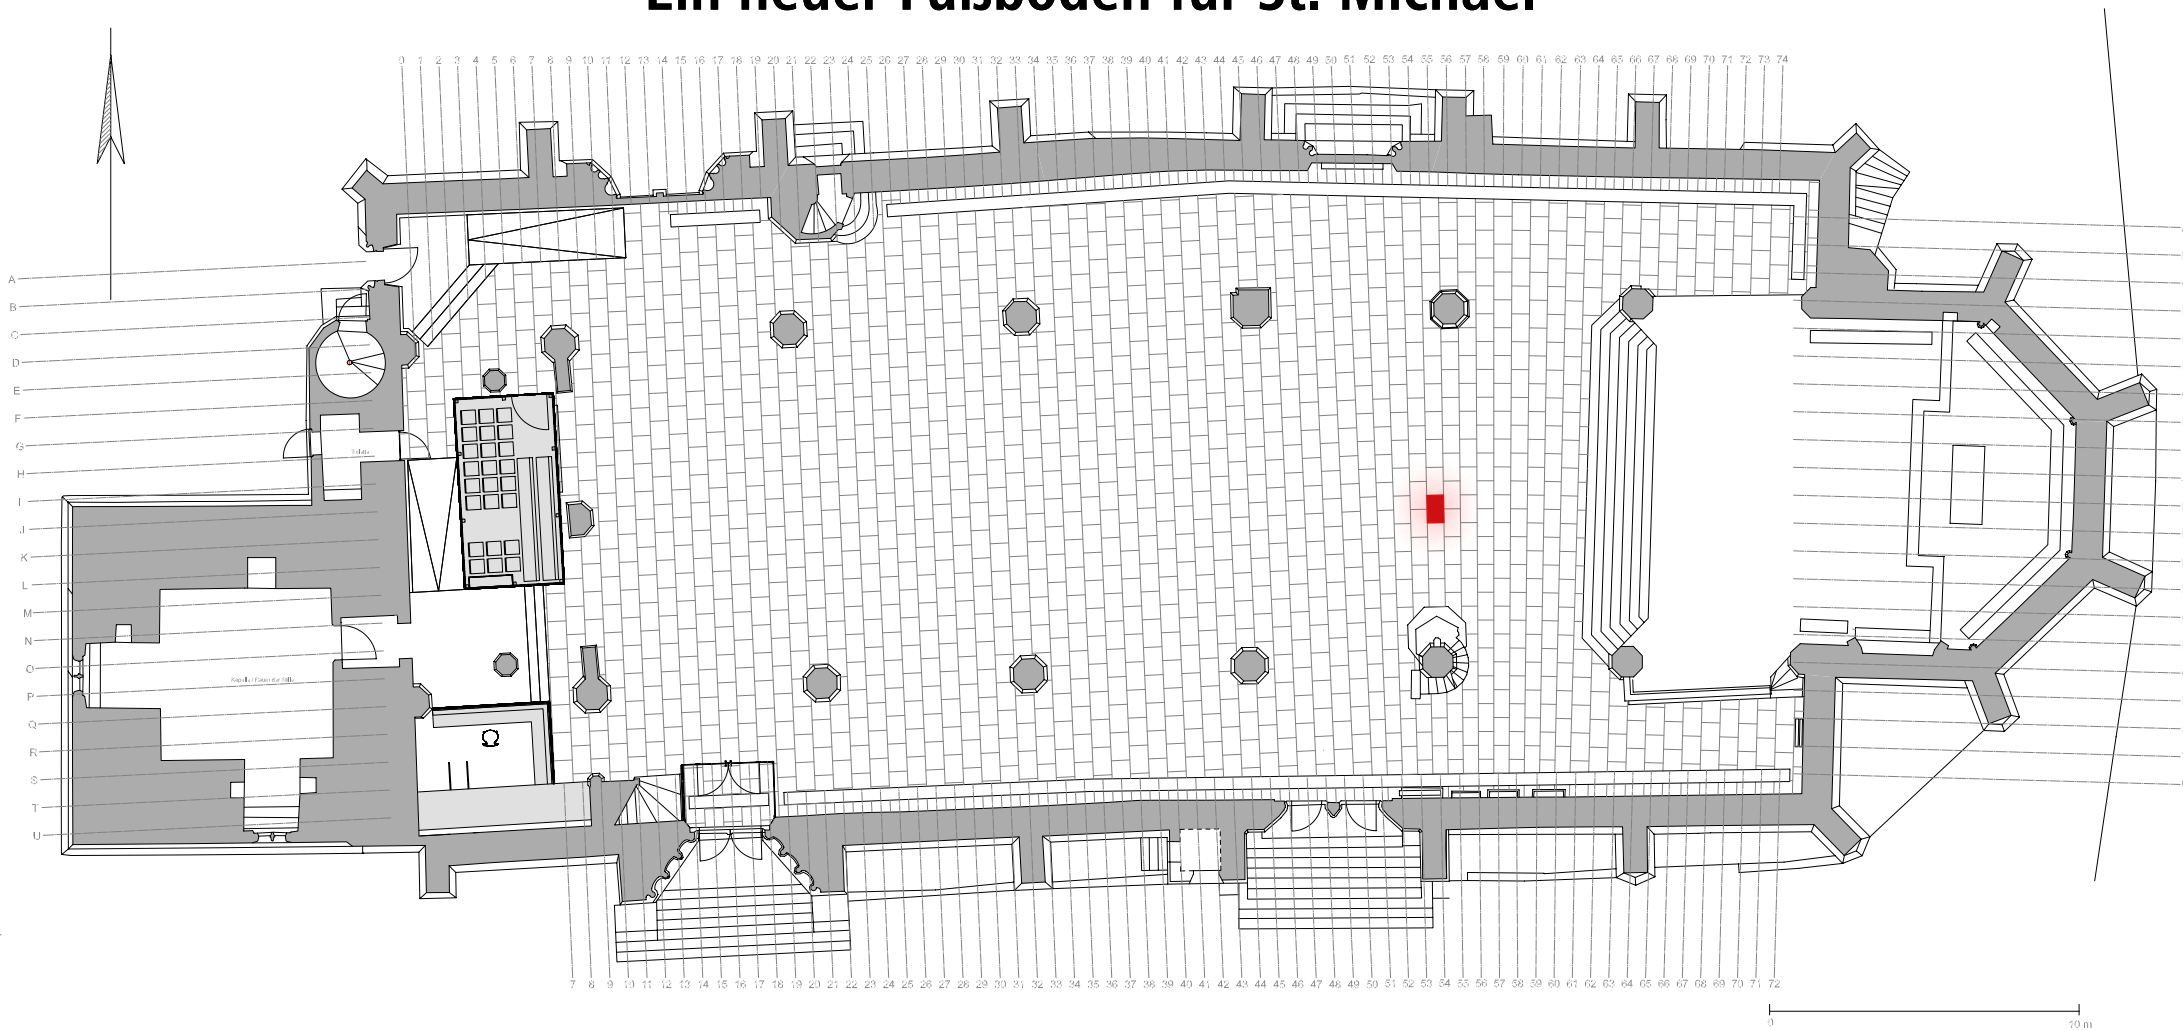 Ein neuer Fußboden für St. Michael
0 1 2 3 4 5 6 7 8 9 10 11 12 13 14 15 16 17 18 19 20 21 22 23 24 25 26 27 28 29 30 31 32 33 34 35 36 37 38 39 40 41 42 43 44 45 46 47 48 49 50 51 52 53 54 55 56 57 58 59 60 61 62 63 64 65 66 67 68 69 70 71 72 73 74
A
B
C
D
E
F
G
H
I
J
K
L
M
N
O
P
Q
R
S
T
U
7 8 9 10 11 12 13 14 15 16 17 18 19 20 21 22 23 24 25 26 27 28 29 30 31 32 33 34 35 36 37 38 39 40 41 42 43 44 45 46 47 48 49 50 51 52 53 54 55 56 57 58 59 60 61 62 63 64 65 66 67 68 69 70 71 72
0 10 m